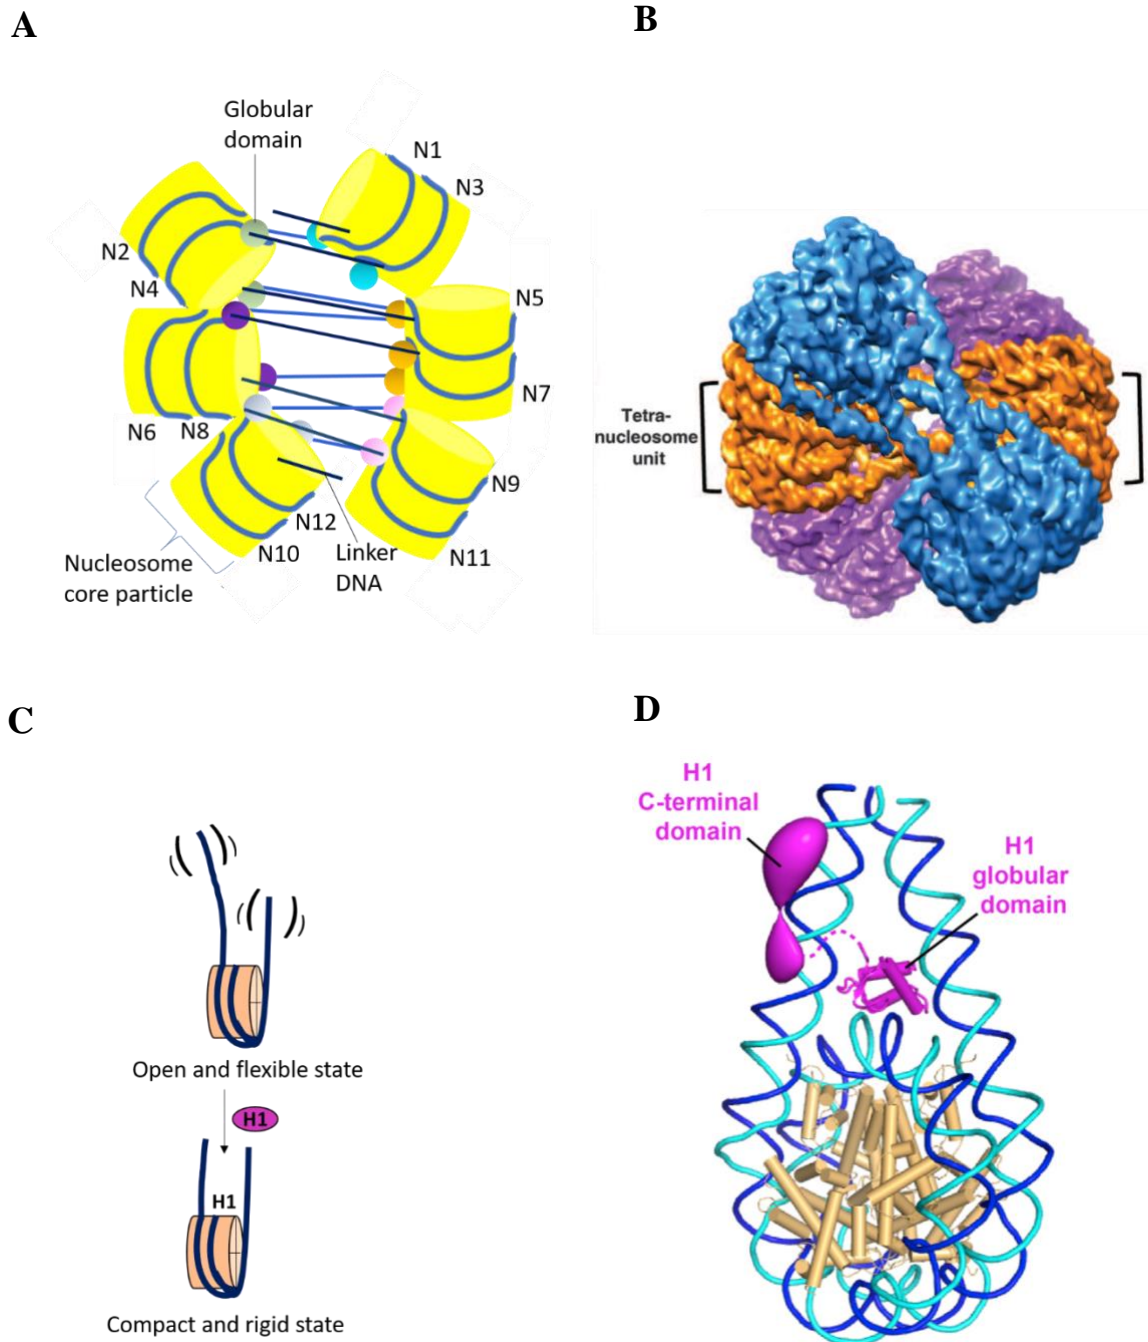 A
Globular
domain
N1
N3
N2
N4
N5
N7
N6
N8
N9
N12
N10
N11
Linker
DNA
Nucleosome
core particle
B
Tetra-
nucleosome
unit
C
Open and flexible state
H1
H1
Compact and rigid state
D
H1
C-terminal
domain
H1
globular
domain